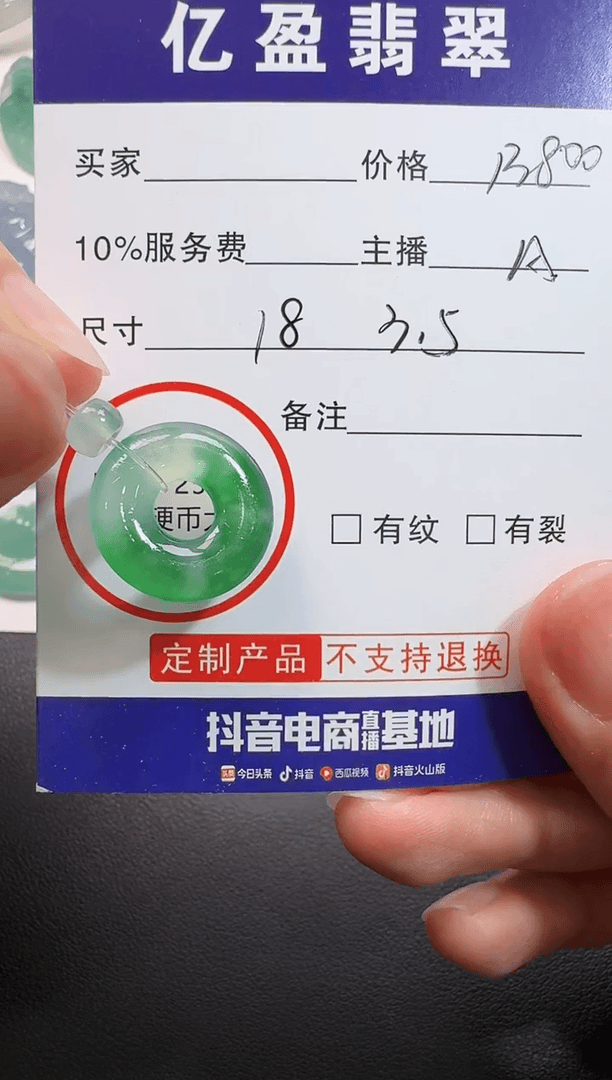 亿盈翡翠
买家 价格 13800
10%服务费 主播 A
尺寸 18 3.5
备注
硬币
有纹 有裂
定制产品 不支持退换
抖音电商直播基地
头条 今日头条 抖音 西瓜视频 抖音火山版